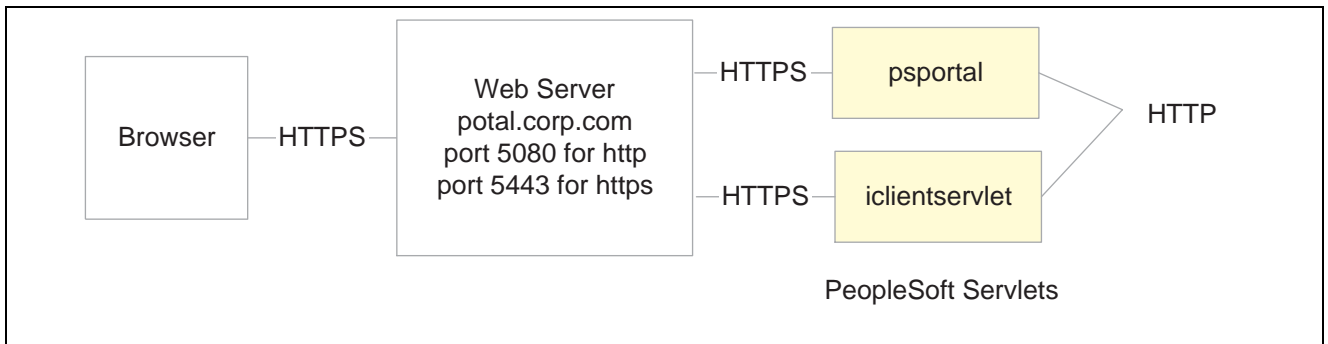 Browser
HTTPS
Web Server
potal.corp.com
port 5080 for http
port 5443 for https
HTTPS
psportal
HTTP
HTTPS
iclientservlet
PeopleSoft Servlets